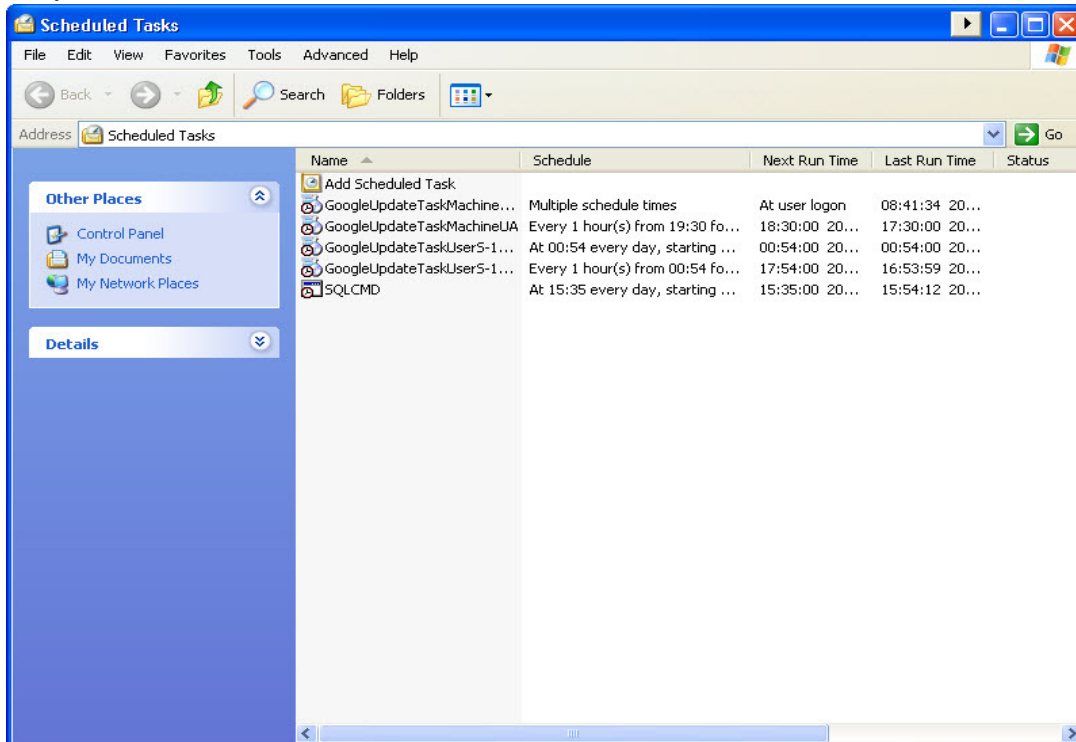 Scheduled Tasks
File Edit View Favorites Tools Advanced Help
Back Search Folders
Address Scheduled Tasks Go
Name Schedule Next Run Time Last Run Time Status
Other Places
Control Panel
My Documents
My Network Places
Details
Add Scheduled Task
GoogleUpdateTaskMachine... Multiple schedule times At user logon 08:41:34 20...
GoogleUpdateTaskMachineUA Every 1 hour(s) from 19:30 fo... 18:30:00 20... 17:30:00 20...
GoogleUpdateTaskUserS-1... At 00:54 every day, starting ... 00:54:00 20... 00:54:00 20...
GoogleUpdateTaskUserS-1... Every 1 hour(s) from 00:54 fo... 17:54:00 20... 16:53:59 20...
SQLCMD At 15:35 every day, starting ... 15:35:00 20... 15:54:12 20...